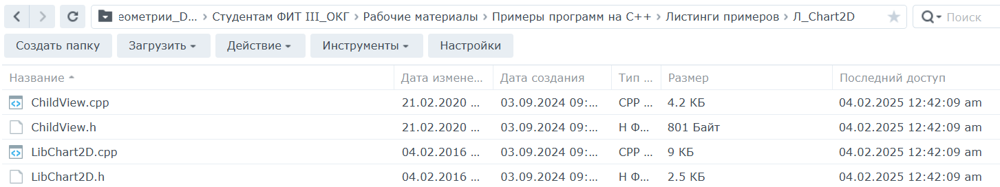 еометрии_D... > Студентам ФИТ III_ОКГ > Рабочие материалы > Примеры программ на C++ > Листинги примеров > Л_Chart2D Поиск
Создать папку Загрузить Действие Инструменты Настройки
Название Дата измене... Дата создания Тип ... Размер Последний доступ
ChildView.cpp 21.02.2020 ... 03.09.2024 09:... CPP ... 4.2 КБ 04.02.2025 12:42:09 am
ChildView.h 21.02.2020 ... 03.09.2024 09:... H Ф... 801 Байт 04.02.2025 12:42:09 am
LibChart2D.cpp 04.02.2016 ... 03.09.2024 09:... CPP ... 9 КБ 04.02.2025 12:42:09 am
LibChart2D.h 04.02.2016 ... 03.09.2024 09:... H Ф... 2.5 КБ 04.02.2025 12:42:09 am